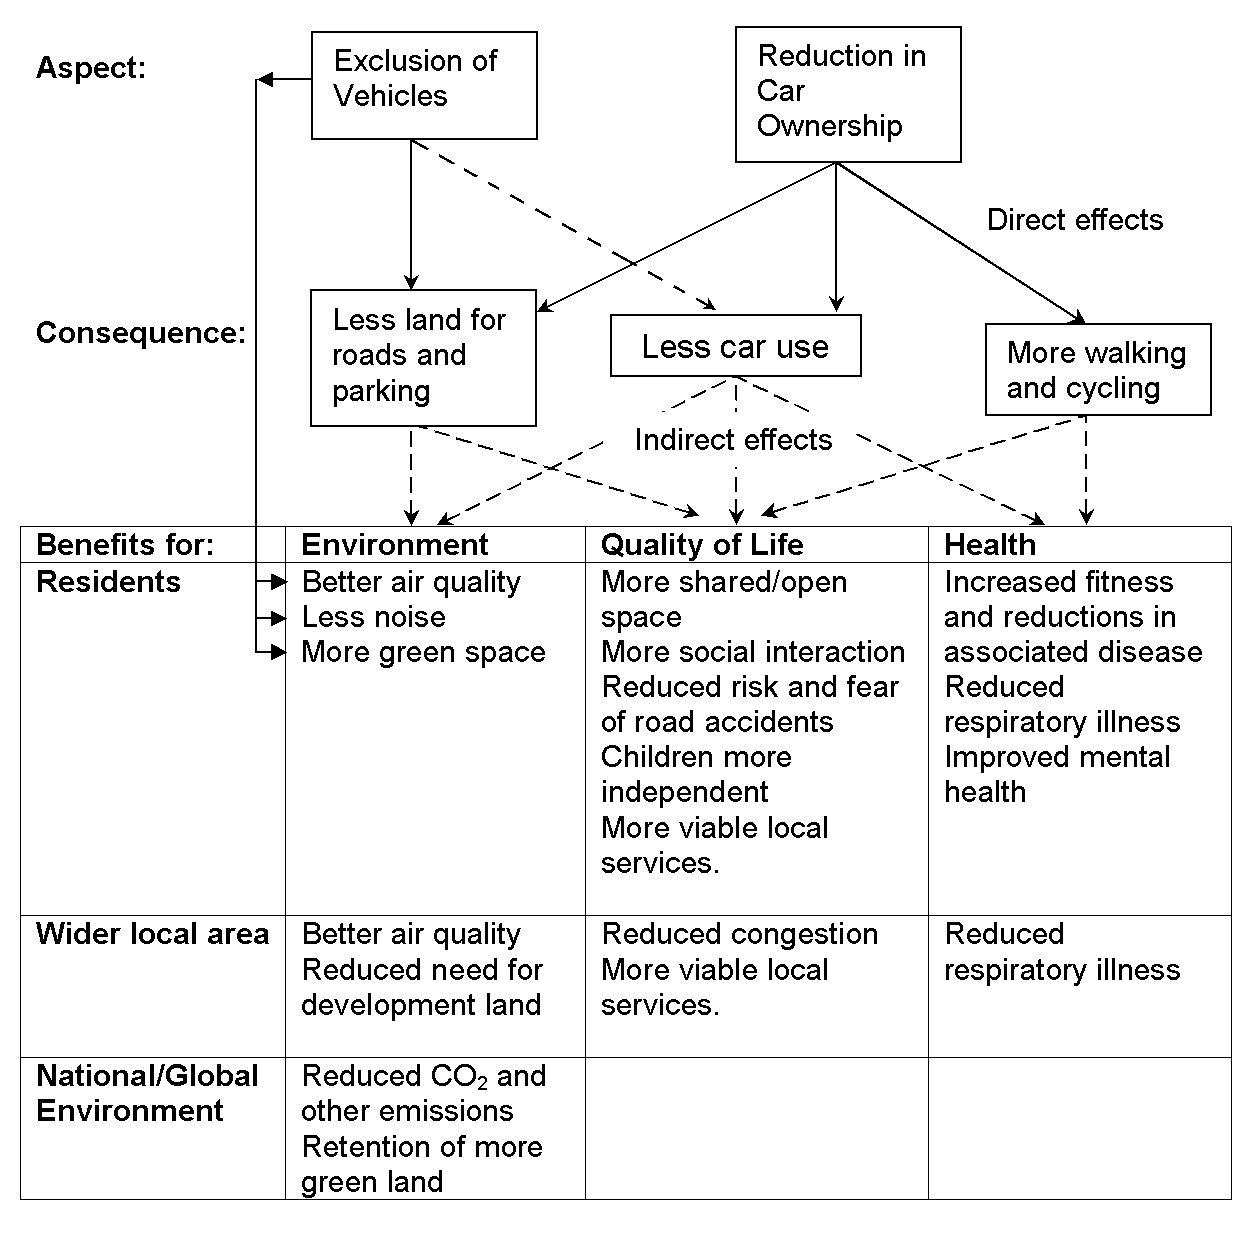 Aspect:
Exclusion of
Vehicles
Reduction in
Car
Ownership
Direct effects
Consequence:
Less land for
roads and
parking
Less car use
More walking
and cycling
Indirect effects
Benefits for:
Environment
Quality of Life
Health
Residents
Better air quality
Less noise
More green space
More shared/open
space
More social interaction
Reduced risk and fear
of road accidents
Children more
independent
More viable local
services.
Increased fitness
and reductions in
associated disease
Reduced
respiratory illness
Improved mental
health
Wider local area
Better air quality
Reduced need for
development land
Reduced congestion
More viable local
services.
Reduced
respiratory illness
National/Global
Environment
Reduced CO₂ and
other emissions
Retention of more
green land